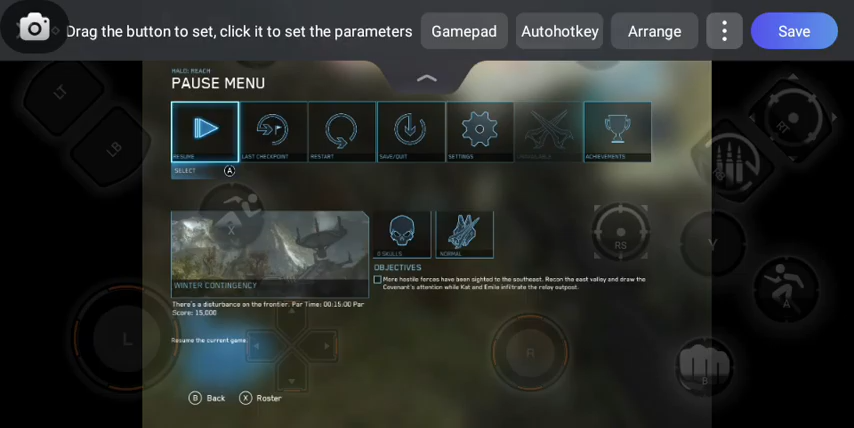 Drag the button to set, click it to set the parameters
Gamepad
Autohotkey
Arrange
Save
HALO: REACH
PAUSE MENU
RESUME
LAST CHECKPOINT
RESTART
SAVE/QUIT
SETTINGS
ACHIEVEMENTS
SELECT
A
LT
LB
RT
X
RS
Y
A
L
R
B
0 SKULLS
NORMAL
WINTER CONTINGENCY
OBJECTIVES
More hostile forces have been sighted to the southeast. Recon the east valley and draw the
Covenant's attention while Kat and Emile infiltrate the relay outpost.
There's a disturbance on the frontier. Par Time: 00:15:00 Par
Score: 15,000
Resume the current game.
B Back
X Roster